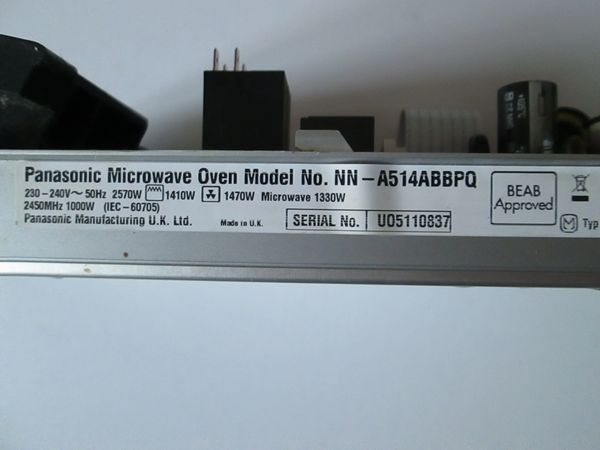 Panasonic Microwave Oven Model No. NN-A514ABBPQ
230-240V~50Hz 2570W 1410W 1470W Microwave 1330W
2450MHz 1000W (IEC-60705)
Panasonic Manufacturing U.K. Ltd. Made in U.K. SERIAL No. U05110837
BEAB
Approved
M Typ